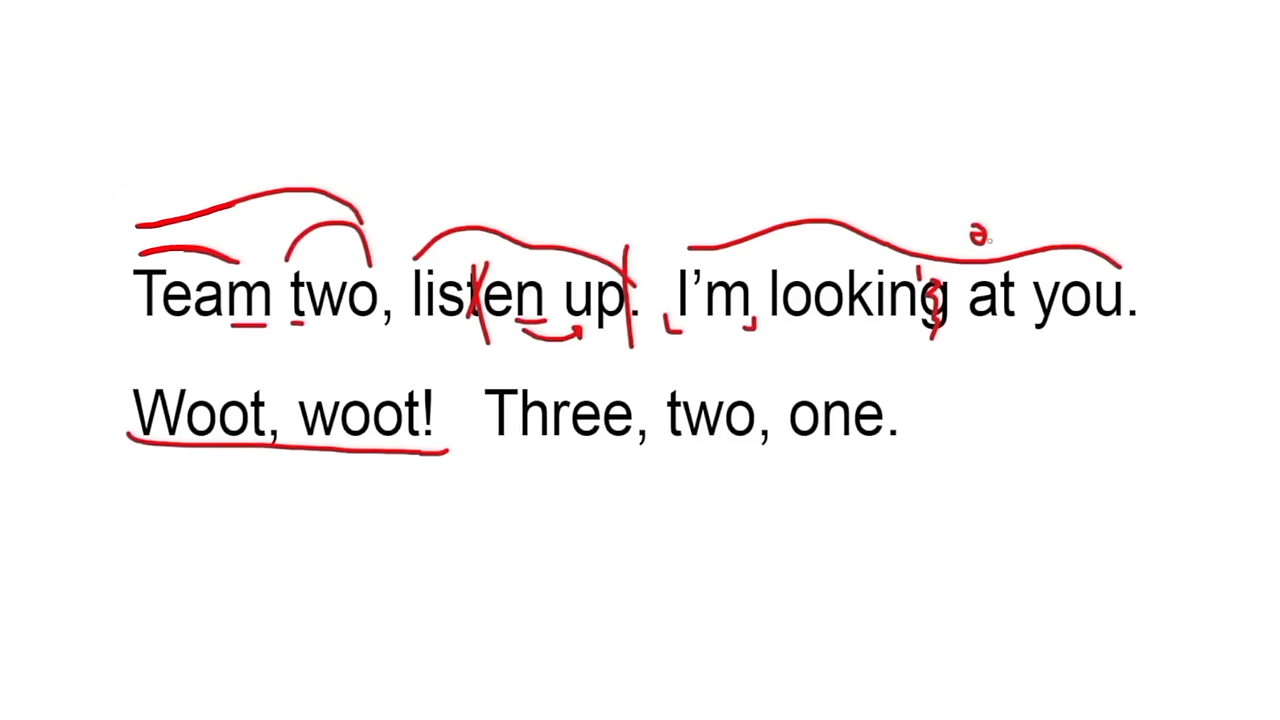 Team two, listen up. I'm looking at you.
Woot, woot! Three, two, one.